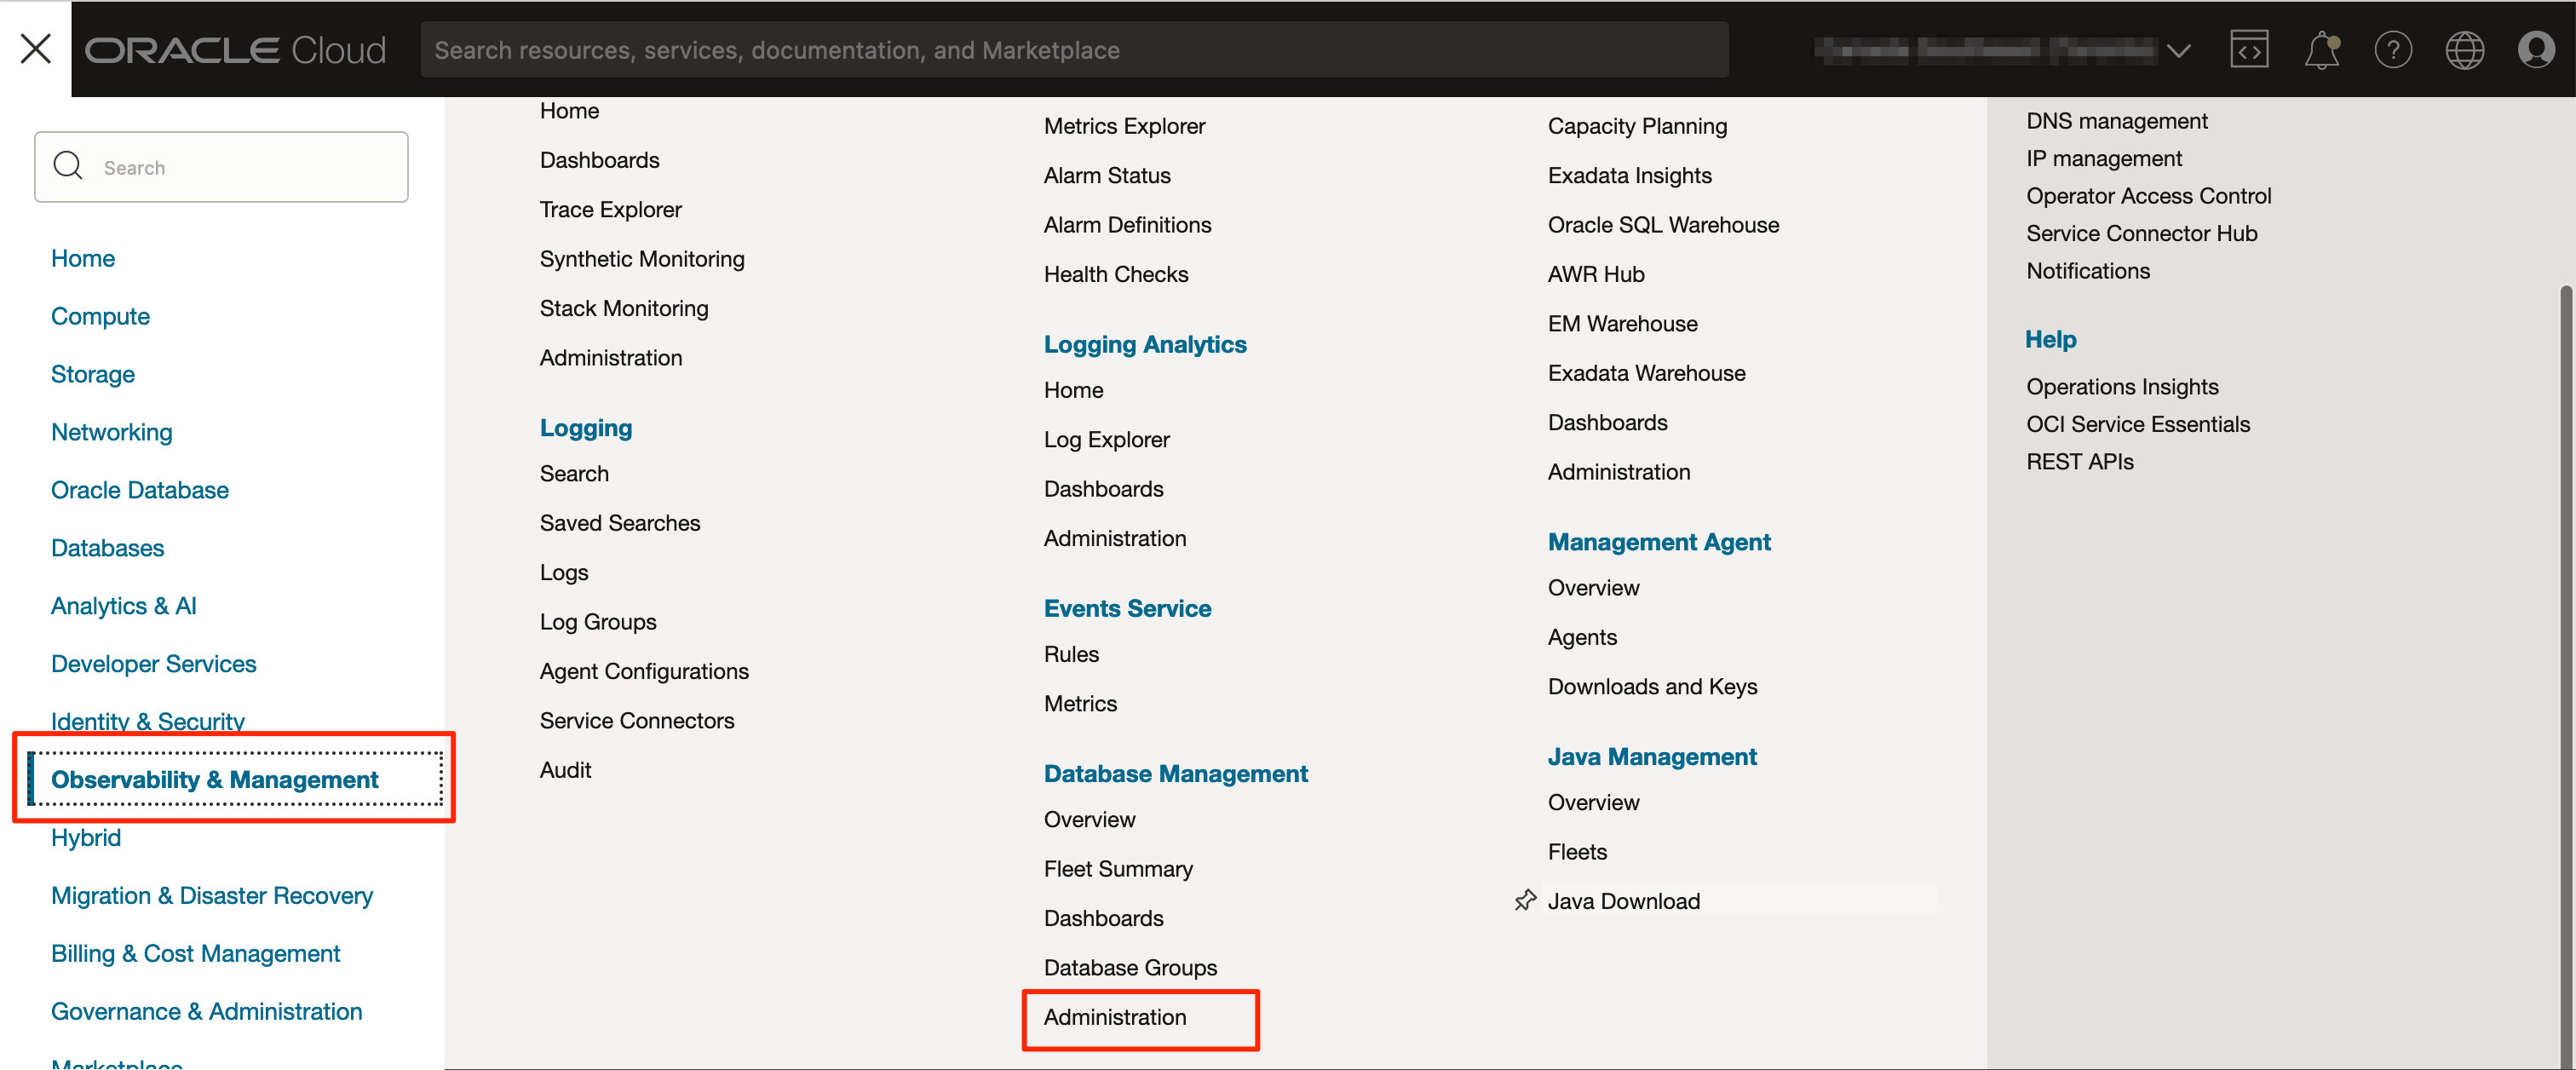 ORACLE Cloud
Search resources, services, documentation, and Marketplace
Search
Home
Compute
Storage
Networking
Oracle Database
Databases
Analytics & AI
Developer Services
Identity & Security
Observability & Management
Hybrid
Migration & Disaster Recovery
Billing & Cost Management
Governance & Administration
Marketplace
Home
Dashboards
Trace Explorer
Synthetic Monitoring
Stack Monitoring
Administration
Logging
Search
Saved Searches
Logs
Log Groups
Agent Configurations
Service Connectors
Audit
Metrics Explorer
Alarm Status
Alarm Definitions
Health Checks
Logging Analytics
Home
Log Explorer
Dashboards
Administration
Events Service
Rules
Metrics
Database Management
Overview
Fleet Summary
Dashboards
Database Groups
Administration
Capacity Planning
Exadata Insights
Oracle SQL Warehouse
AWR Hub
EM Warehouse
Exadata Warehouse
Dashboards
Administration
Management Agent
Overview
Agents
Downloads and Keys
Java Management
Overview
Fleets
Java Download
DNS management
IP management
Operator Access Control
Service Connector Hub
Notifications
Help
Operations Insights
OCI Service Essentials
REST APIs